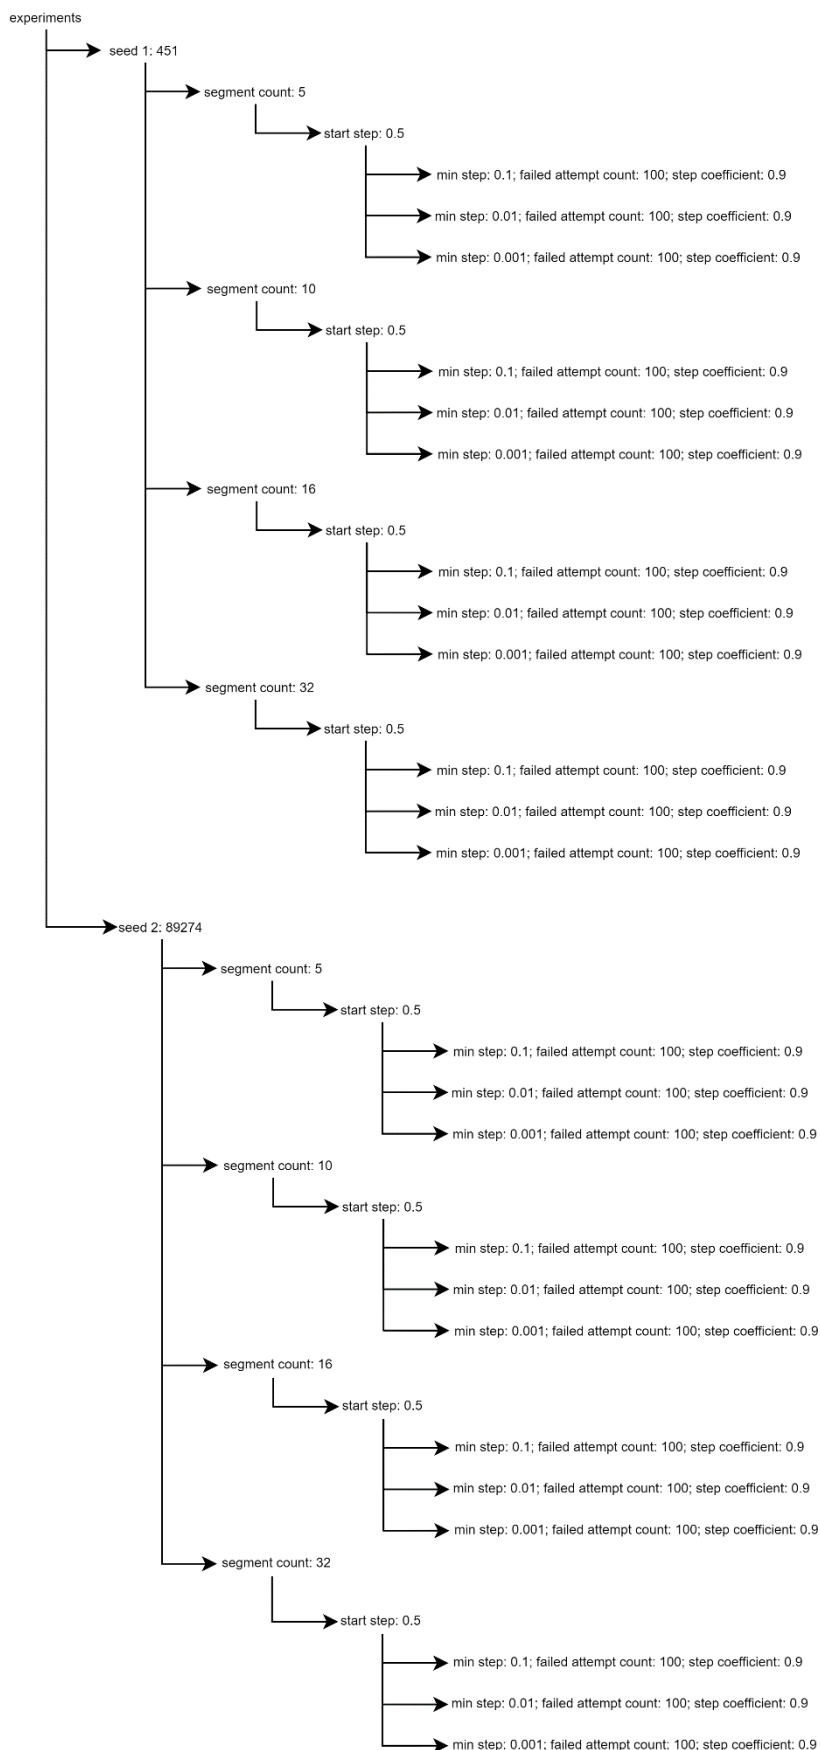 experiments
seed 1: 451
segment count: 5
start step: 0.5
min step: 0.1; failed attempt count: 100; step coefficient: 0.9
min step: 0.01; failed attempt count: 100; step coefficient: 0.9
min step: 0.001; failed attempt count: 100; step coefficient: 0.9
segment count: 10
start step: 0.5
min step: 0.1; failed attempt count: 100; step coefficient: 0.9
min step: 0.01; failed attempt count: 100; step coefficient: 0.9
min step: 0.001; failed attempt count: 100; step coefficient: 0.9
segment count: 16
start step: 0.5
min step: 0.1; failed attempt count: 100; step coefficient: 0.9
min step: 0.01; failed attempt count: 100; step coefficient: 0.9
min step: 0.001; failed attempt count: 100; step coefficient: 0.9
segment count: 32
start step: 0.5
min step: 0.1; failed attempt count: 100; step coefficient: 0.9
min step: 0.01; failed attempt count: 100; step coefficient: 0.9
min step: 0.001; failed attempt count: 100; step coefficient: 0.9
seed 2: 89274
segment count: 5
start step: 0.5
min step: 0.1; failed attempt count: 100; step coefficient: 0.9
min step: 0.01; failed attempt count: 100; step coefficient: 0.9
min step: 0.001; failed attempt count: 100; step coefficient: 0.9
segment count: 10
start step: 0.5
min step: 0.1; failed attempt count: 100; step coefficient: 0.9
min step: 0.01; failed attempt count: 100; step coefficient: 0.9
min step: 0.001; failed attempt count: 100; step coefficient: 0.9
segment count: 16
start step: 0.5
min step: 0.1; failed attempt count: 100; step coefficient: 0.9
min step: 0.01; failed attempt count: 100; step coefficient: 0.9
min step: 0.001; failed attempt count: 100; step coefficient: 0.9
segment count: 32
start step: 0.5
min step: 0.1; failed attempt count: 100; step coefficient: 0.9
min step: 0.01; failed attempt count: 100; step coefficient: 0.9
min step: 0.001; failed attempt count: 100; step coefficient: 0.9